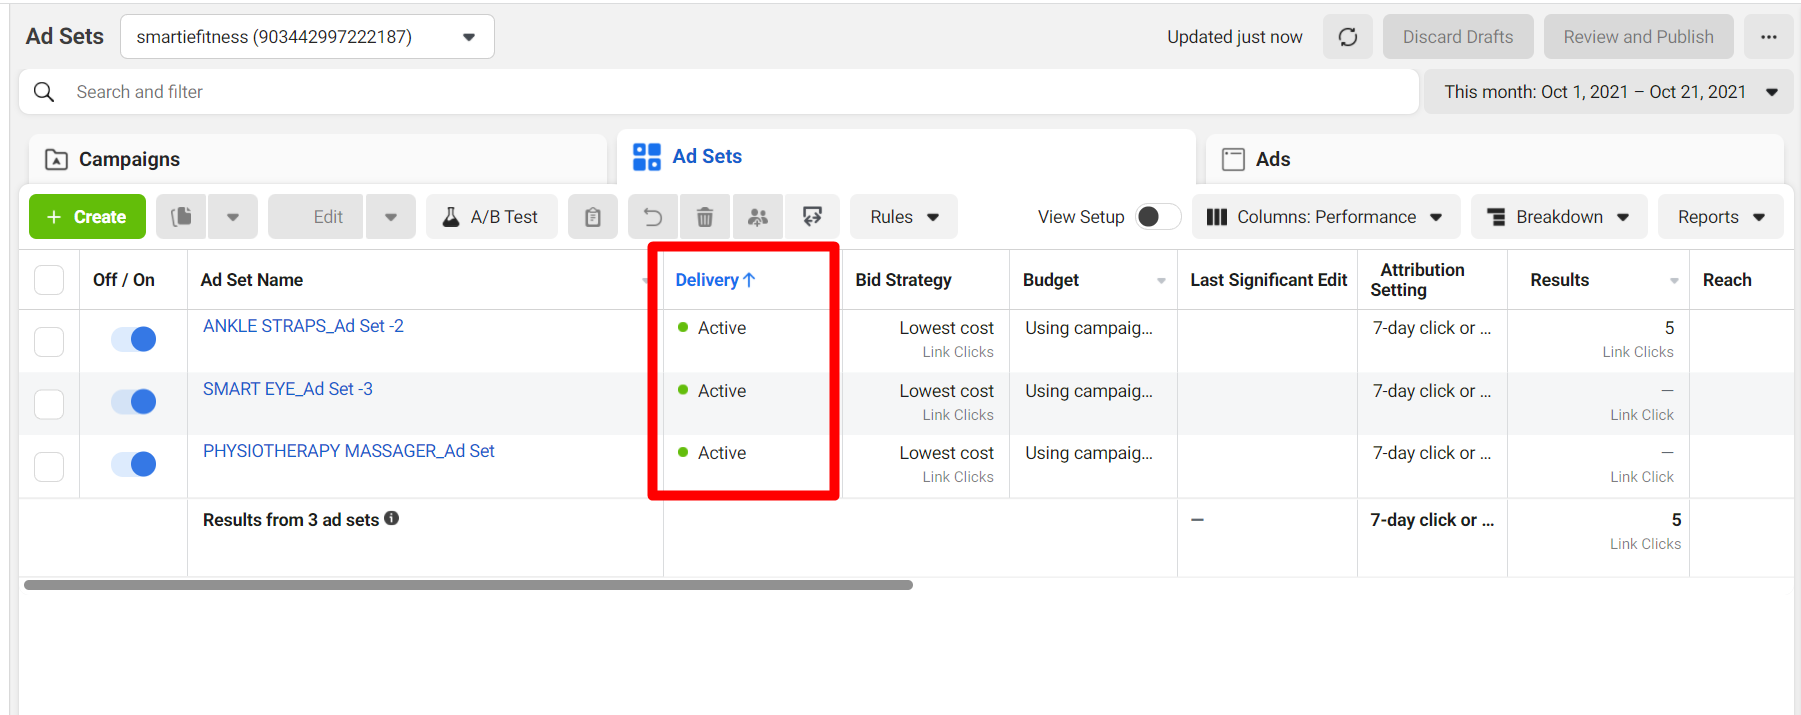 Ad Sets
smartiefitness (903442997222187)
Updated just now
Discard Drafts
Review and Publish
Search and filter
This month: Oct 1, 2021 – Oct 21, 2021
Campaigns
Ad Sets
Ads
+ Create
Edit
A/B Test
Rules
View Setup
Columns: Performance
Breakdown
Reports
Off / On
Ad Set Name
Delivery↑
Bid Strategy
Budget
Last Significant Edit
Attribution
Setting
Results
Reach
ANKLE STRAPS_Ad Set -2
Active
Lowest cost
Link Clicks
Using campaig...
7-day click or ...
5
Link Clicks
SMART EYE_Ad Set -3
Active
Lowest cost
Link Clicks
Using campaig...
7-day click or ...
—
Link Click
PHYSIOTHERAPY MASSAGER_Ad Set
Active
Lowest cost
Link Clicks
Using campaig...
7-day click or ...
—
Link Click
Results from 3 ad sets
—
7-day click or ...
5
Link Clicks